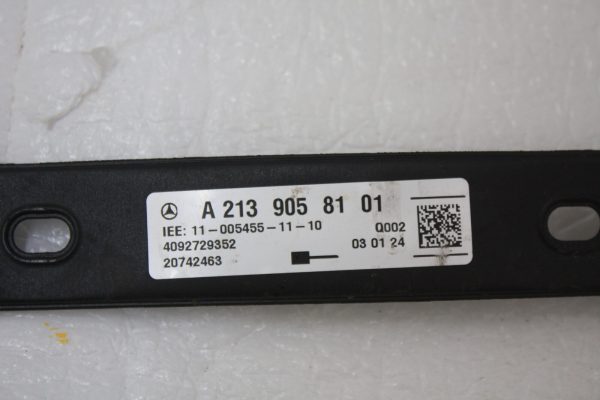 A 213 905 81 01
IEE: 11-005455-11-10 Q002
4092729352 03 01 24
20742463